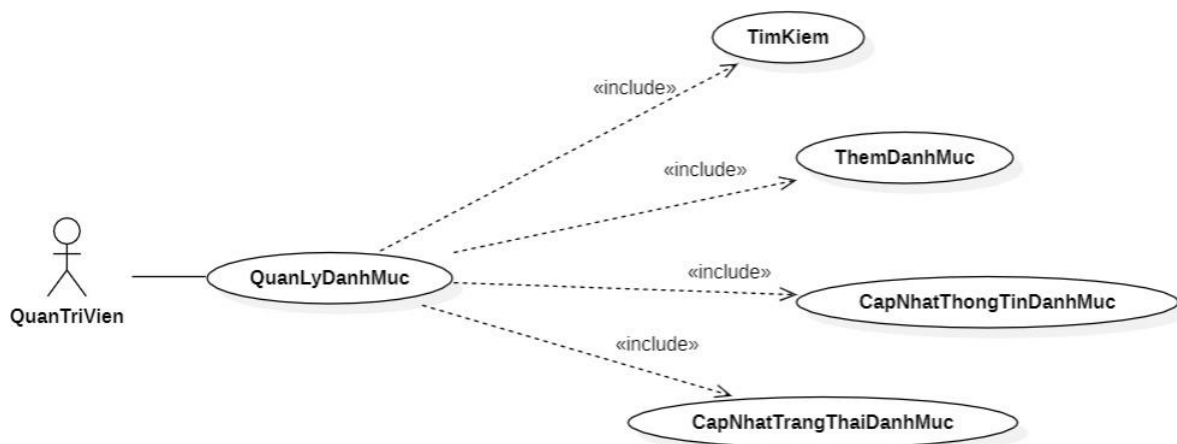 TimKiem
«include»
ThemDanhMuc
«include»
QuanLyDanhMuc
«include»
CapNhatThongTinDanhMuc
QuanTriVien
«include»
CapNhatTrangThaiDanhMuc